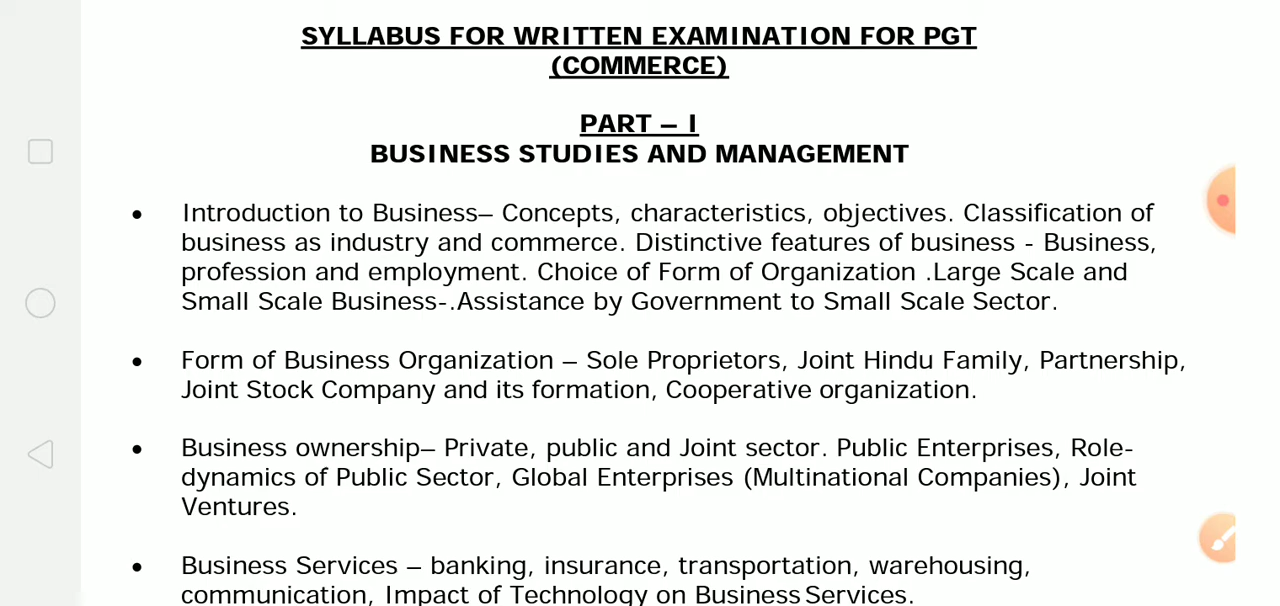 SYLLABUS FOR WRITTEN EXAMINATION FOR PGT
(COMMERCE)
PART – I
BUSINESS STUDIES AND MANAGEMENT
• Introduction to Business– Concepts, characteristics, objectives. Classification of
business as industry and commerce. Distinctive features of business - Business,
profession and employment. Choice of Form of Organization .Large Scale and
Small Scale Business-.Assistance by Government to Small Scale Sector.
• Form of Business Organization – Sole Proprietors, Joint Hindu Family, Partnership,
Joint Stock Company and its formation, Cooperative organization.
• Business ownership– Private, public and Joint sector. Public Enterprises, Role-
dynamics of Public Sector, Global Enterprises (Multinational Companies), Joint
Ventures.
• Business Services – banking, insurance, transportation, warehousing,
communication, Impact of Technology on Business Services.